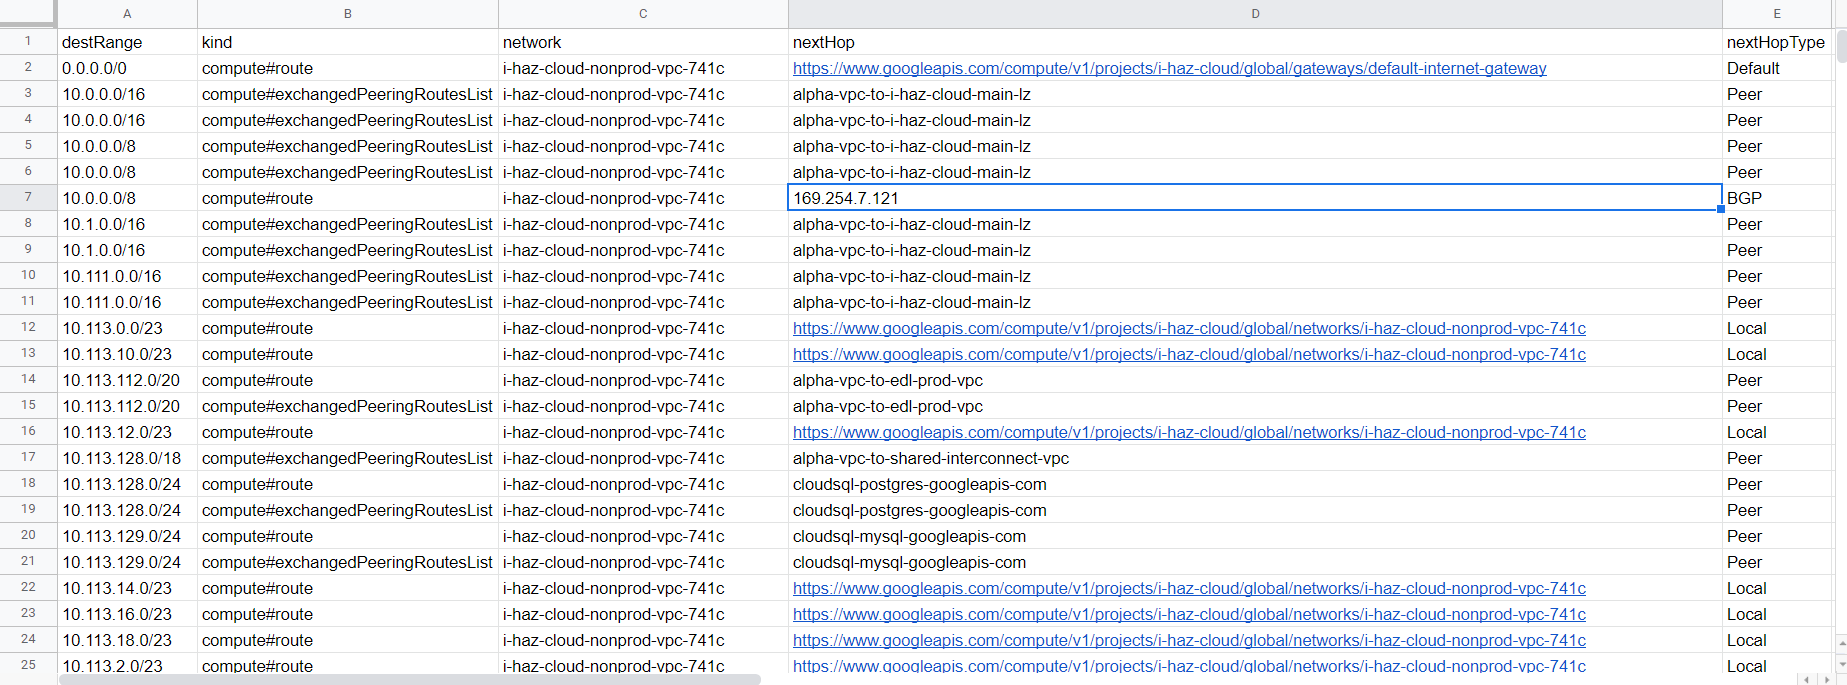 A B C D E
1 destRange kind network nextHop nextHopType
2 0.0.0.0/0 compute#route i-haz-cloud-nonprod-vpc-741c https://www.googleapis.com/compute/v1/projects/i-haz-cloud/global/gateways/default-internet-gateway Default
3 10.0.0.0/16 compute#exchangedPeeringRoutesList i-haz-cloud-nonprod-vpc-741c alpha-vpc-to-i-haz-cloud-main-lz Peer
4 10.0.0.0/16 compute#exchangedPeeringRoutesList i-haz-cloud-nonprod-vpc-741c alpha-vpc-to-i-haz-cloud-main-lz Peer
5 10.0.0.0/8 compute#exchangedPeeringRoutesList i-haz-cloud-nonprod-vpc-741c alpha-vpc-to-i-haz-cloud-main-lz Peer
6 10.0.0.0/8 compute#exchangedPeeringRoutesList i-haz-cloud-nonprod-vpc-741c alpha-vpc-to-i-haz-cloud-main-lz Peer
7 10.0.0.0/8 compute#route i-haz-cloud-nonprod-vpc-741c 169.254.7.121 BGP
8 10.1.0.0/16 compute#exchangedPeeringRoutesList i-haz-cloud-nonprod-vpc-741c alpha-vpc-to-i-haz-cloud-main-lz Peer
9 10.1.0.0/16 compute#exchangedPeeringRoutesList i-haz-cloud-nonprod-vpc-741c alpha-vpc-to-i-haz-cloud-main-lz Peer
10 10.111.0.0/16 compute#exchangedPeeringRoutesList i-haz-cloud-nonprod-vpc-741c alpha-vpc-to-i-haz-cloud-main-lz Peer
11 10.111.0.0/16 compute#exchangedPeeringRoutesList i-haz-cloud-nonprod-vpc-741c alpha-vpc-to-i-haz-cloud-main-lz Peer
12 10.113.0.0/23 compute#route i-haz-cloud-nonprod-vpc-741c https://www.googleapis.com/compute/v1/projects/i-haz-cloud/global/networks/i-haz-cloud-nonprod-vpc-741c Local
13 10.113.10.0/23 compute#route i-haz-cloud-nonprod-vpc-741c https://www.googleapis.com/compute/v1/projects/i-haz-cloud/global/networks/i-haz-cloud-nonprod-vpc-741c Local
14 10.113.112.0/20 compute#route i-haz-cloud-nonprod-vpc-741c alpha-vpc-to-edl-prod-vpc Peer
15 10.113.112.0/20 compute#exchangedPeeringRoutesList i-haz-cloud-nonprod-vpc-741c alpha-vpc-to-edl-prod-vpc Peer
16 10.113.12.0/23 compute#route i-haz-cloud-nonprod-vpc-741c https://www.googleapis.com/compute/v1/projects/i-haz-cloud/global/networks/i-haz-cloud-nonprod-vpc-741c Local
17 10.113.128.0/18 compute#exchangedPeeringRoutesList i-haz-cloud-nonprod-vpc-741c alpha-vpc-to-shared-interconnect-vpc Peer
18 10.113.128.0/24 compute#route i-haz-cloud-nonprod-vpc-741c cloudsql-postgres-googleapis-com Peer
19 10.113.128.0/24 compute#exchangedPeeringRoutesList i-haz-cloud-nonprod-vpc-741c cloudsql-postgres-googleapis-com Peer
20 10.113.129.0/24 compute#route i-haz-cloud-nonprod-vpc-741c cloudsql-mysql-googleapis-com Peer
21 10.113.129.0/24 compute#exchangedPeeringRoutesList i-haz-cloud-nonprod-vpc-741c cloudsql-mysql-googleapis-com Peer
22 10.113.14.0/23 compute#route i-haz-cloud-nonprod-vpc-741c https://www.googleapis.com/compute/v1/projects/i-haz-cloud/global/networks/i-haz-cloud-nonprod-vpc-741c Local
23 10.113.16.0/23 compute#route i-haz-cloud-nonprod-vpc-741c https://www.googleapis.com/compute/v1/projects/i-haz-cloud/global/networks/i-haz-cloud-nonprod-vpc-741c Local
24 10.113.18.0/23 compute#route i-haz-cloud-nonprod-vpc-741c https://www.googleapis.com/compute/v1/projects/i-haz-cloud/global/networks/i-haz-cloud-nonprod-vpc-741c Local
25 10.113.2.0/23 compute#route i-haz-cloud-nonprod-vpc-741c https://www.googleapis.com/compute/v1/projects/i-haz-cloud/global/networks/i-haz-cloud-nonprod-vpc-741c Local